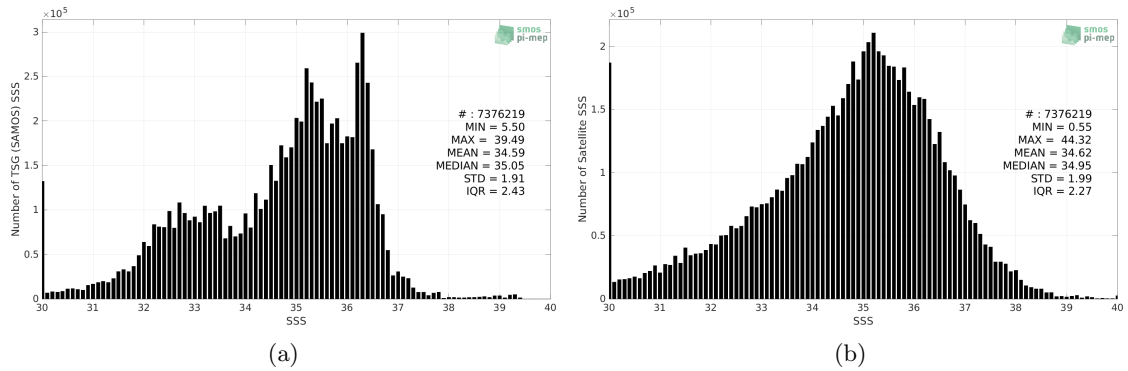 ×10⁵
3
2.5
2
1.5
1
0.5
0
Number of TSG (SAMOS) SSS
smos
pi-mep
# : 7376219
MIN = 5.50
MAX = 39.49
MEAN = 34.59
MEDIAN = 35.05
STD = 1.91
IQR = 2.43
30 31 32 33 34 35 36 37 38 39 40
SSS
(a)
×10⁵
2
1.5
1
0.5
0
Number of Satellite SSS
smos
pi-mep
# : 7376219
MIN = 0.55
MAX = 44.32
MEAN = 34.62
MEDIAN = 34.95
STD = 1.99
IQR = 2.27
30 31 32 33 34 35 36 37 38 39 40
SSS
(b)